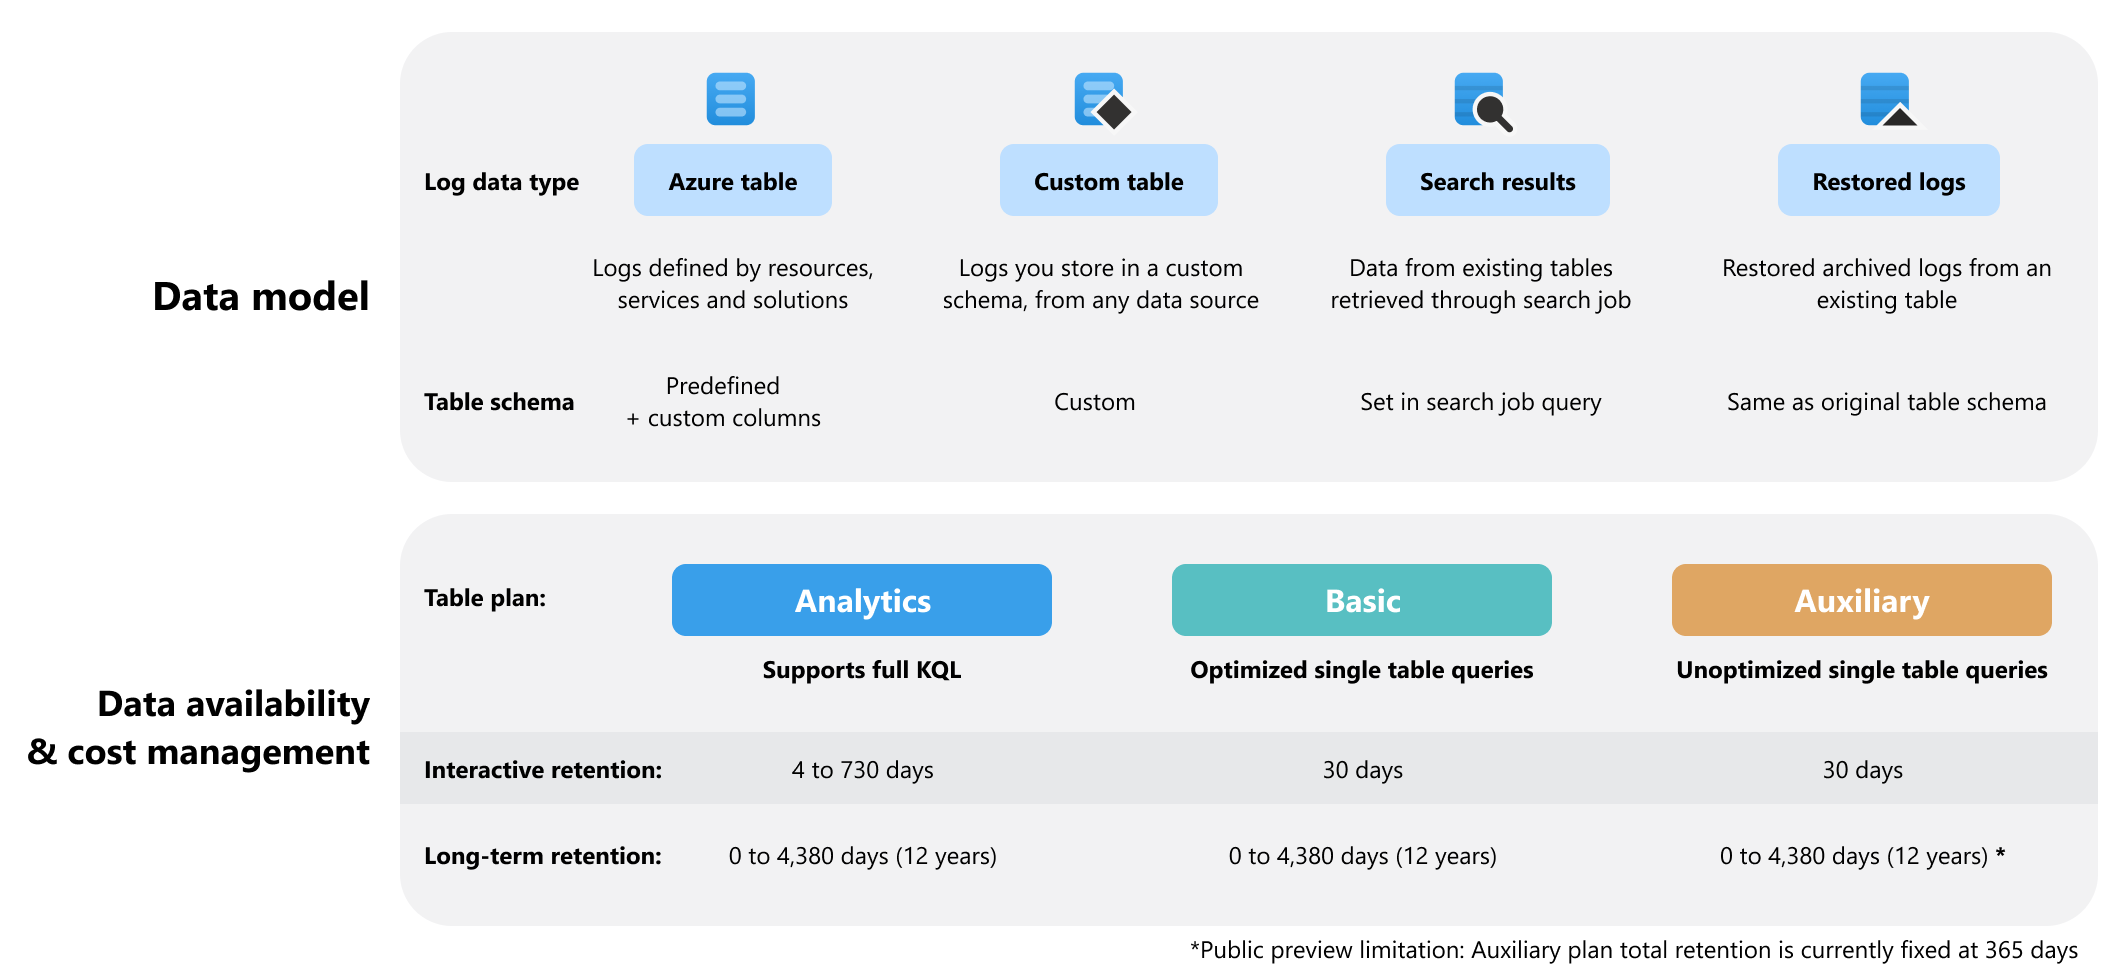 Data model
Log data type
Azure table
Custom table
Search results
Restored logs
Logs defined by resources,
services and solutions
Logs you store in a custom
schema, from any data source
Data from existing tables
retrieved through search job
Restored archived logs from an
existing table
Table schema
Predefined
+ custom columns
Custom
Set in search job query
Same as original table schema
Data availability
& cost management
Table plan:
Analytics
Basic
Auxiliary
Supports full KQL
Optimized single table queries
Unoptimized single table queries
Interactive retention:
4 to 730 days
30 days
30 days
Long-term retention:
0 to 4,380 days (12 years)
0 to 4,380 days (12 years)
0 to 4,380 days (12 years) *
*Public preview limitation: Auxiliary plan total retention is currently fixed at 365 days